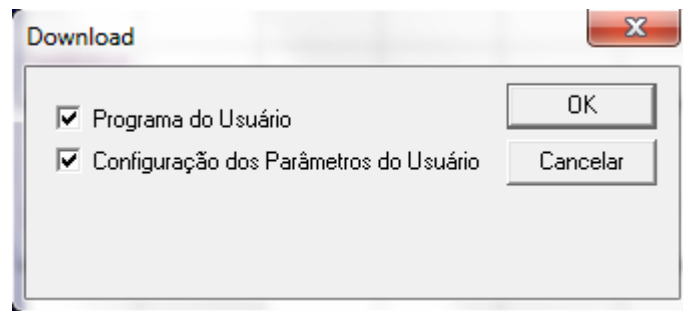 Download
Programa do Usuário
OK
Configuração dos Parâmetros do Usuário
Cancelar